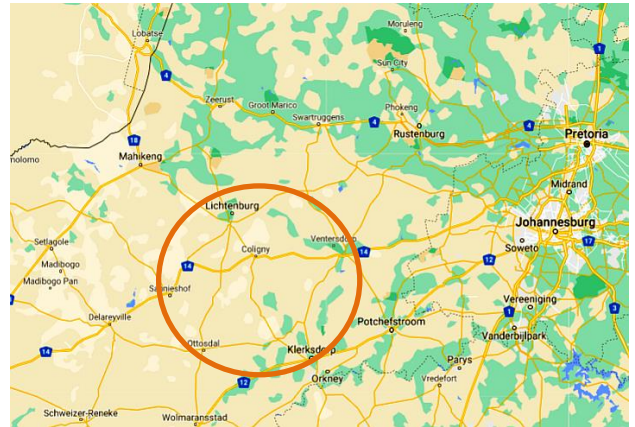 Moruleng
Lobatse
1
Sun City
4
Zeerust
Groot Marico
Phokeng
Swartruggens
4
4
Rustenburg
Pretoria
18
molomo
Mahikeng
Midrand
Lichtenburg
Johannesburg
Setlagole
Ventersdorp
17
Coligny
14
Soweto
12
Madibogo
14
Madibogo Pan
Sannieshof
Vereeniging
3
1
Delareyville
Potchefstroom
Vanderbijlpark
Ottosdal
Klerksdorp
14
Parys
Orkney
Vredefort
12
Schweizer-Reneke
Wolmaransstad